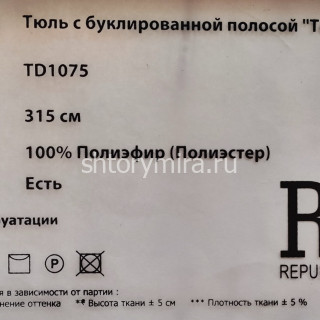 Тюль с буклированной полосой "Т
TD1075
315 см
100% Полиэфир (Полиэстер)
shtorymira.ru
Есть
уатации
R
REPUS
я в зависимости от партии :
нение оттенка ** Высота ткани ± 5 см *** Плотность ткани ± 5 %